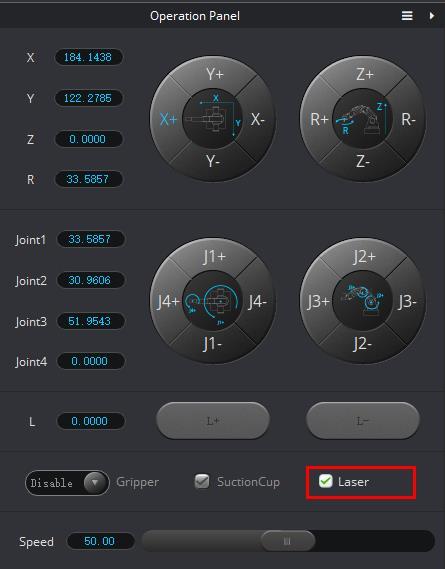 Operation Panel
X 184.1438
Y 122.2785
Z 0.0000
R 33.5857
Y+
X+ X-
Y-
X
Y
Z+
R+ R-
Z-
Z
R
Joint1 33.5857
Joint2 30.9606
Joint3 51.9543
Joint4 0.0000
J1+
J4+ J4-
J1-
J4+
J1+
J2+
J3+ J3-
J2-
L 0.0000 L+ L-
Disable Gripper SuctionCup Laser
Speed 50.00